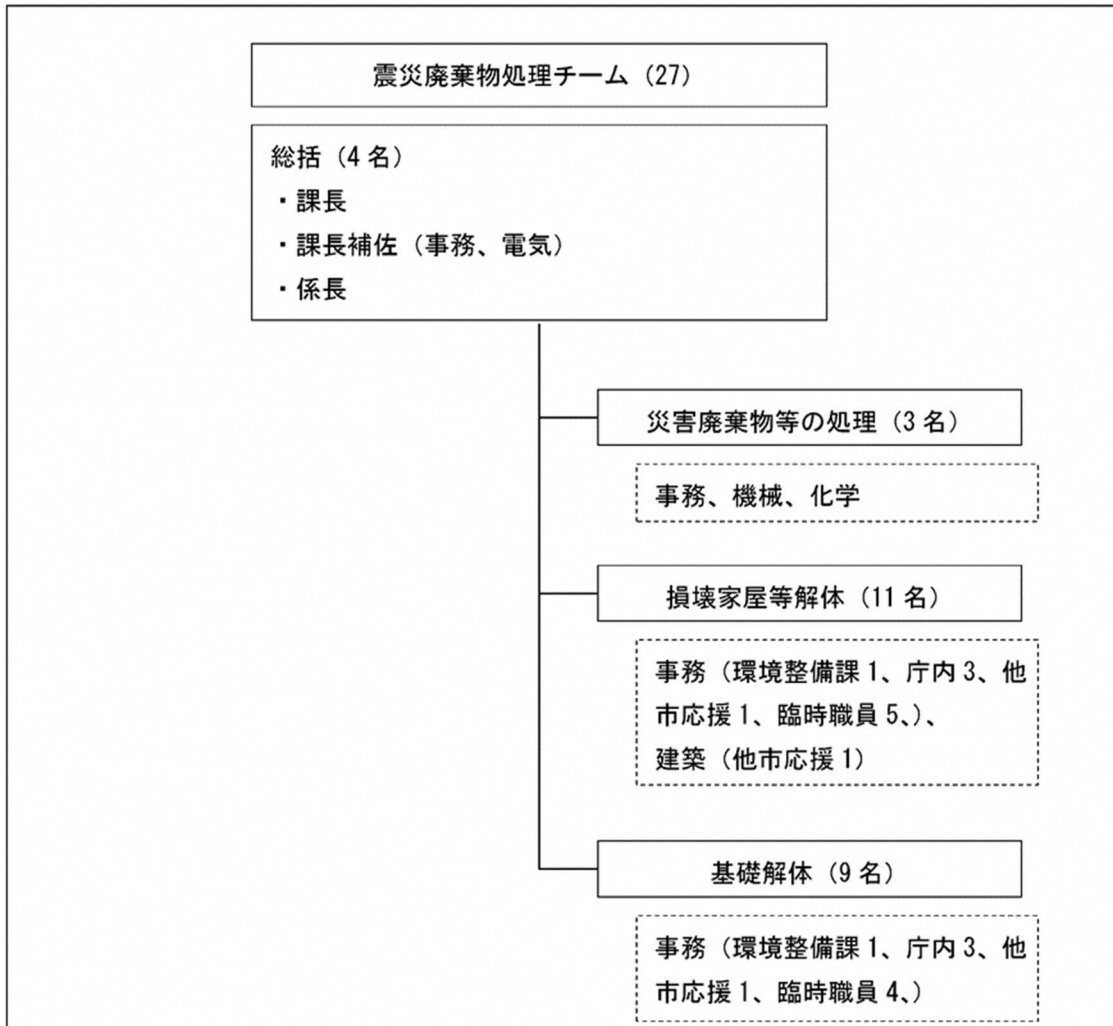 震災廃棄物処理チーム（27）
総括（4 名）
・課長
・課長補佐（事務、電気）
・係長
災害廃棄物等の処理（3 名）
事務、機械、化学
損壊家屋等解体（11 名）
事務（環境整備課 1、庁内 3、他
市応援 1、臨時職員 5、）、
建築（他市応援 1）
基礎解体（9 名）
事務（環境整備課 1、庁内 3、他
市応援 1、臨時職員 4、）